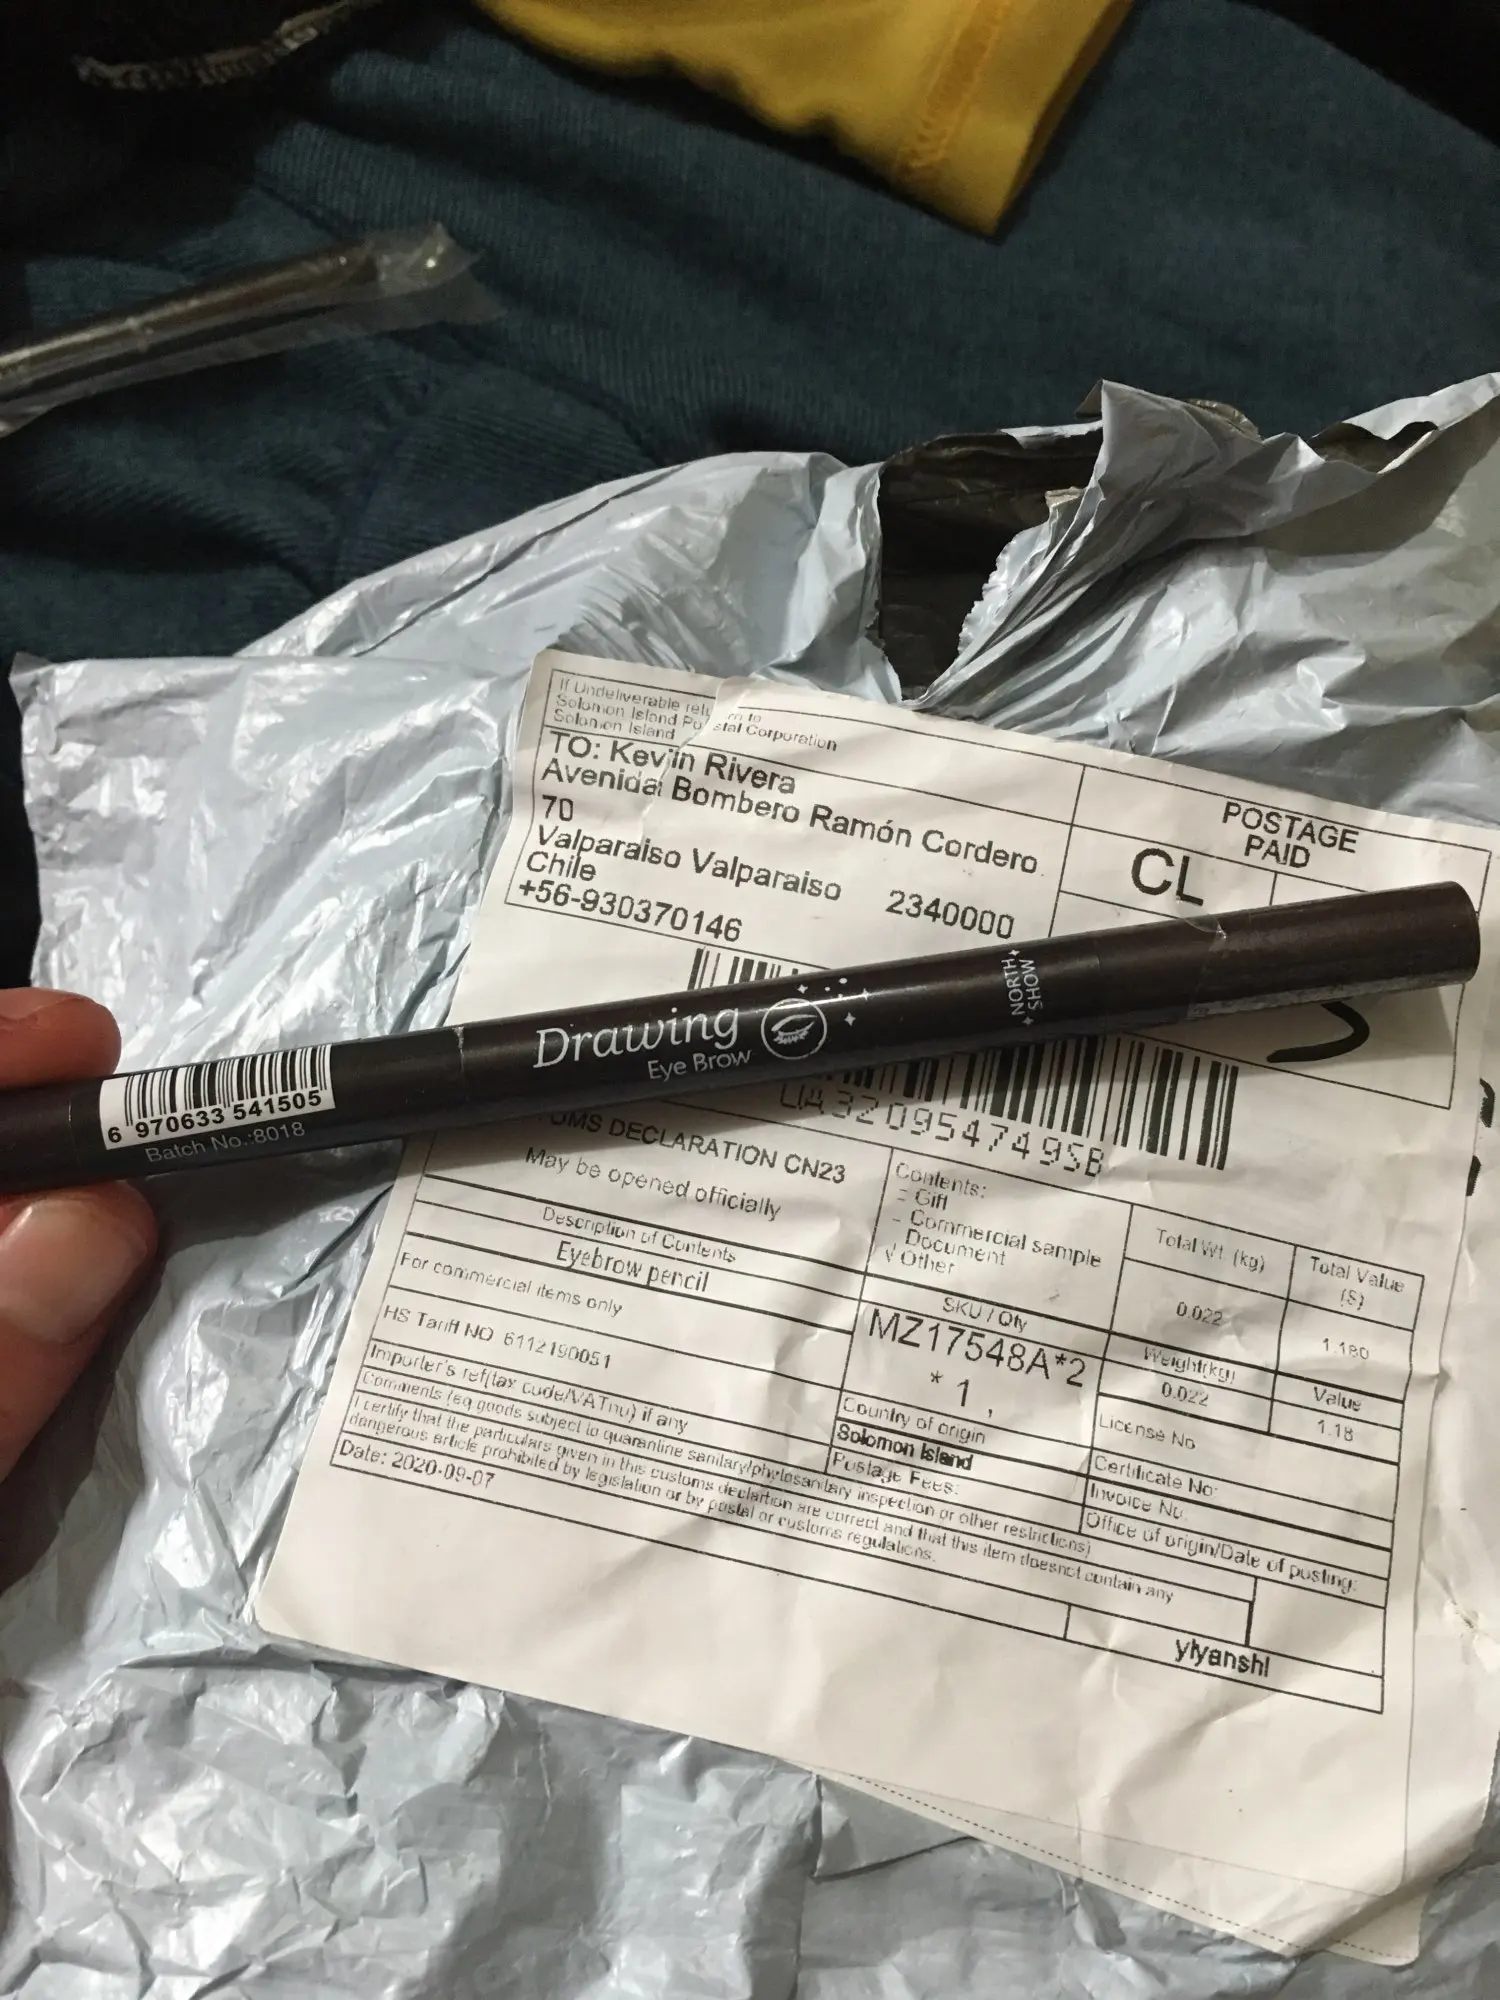 If Undeliverable return to
Solomon Island Postal Corporation
Solomon Island
TO: Kevin Rivera
Avenida Bombero Ramón Cordero
70
Valparaiso Valparaiso 2340000
Chile
+56-930370146
POSTAGE
PAID
CL
NORTH
SHOW
Drawing
Eye Brow
6 970633 541505
Batch No.:8018
UA320954749SB
OMS DECLARATION CN23
May be opened officially
Contents:
Gift
Commercial sample
Document
√ Other
Total Wt. (kg)
Total Value
($)
Description of Contents
Eyebrow pencil
0.022
1.180
For commercial items only
SKU / Qty
Weight(kg)
Value
HS Tariff NO 6112190051
MZ17548A*2
* 1 ,
0.022
1.18
Importer's ref(tax code/VATnu) if any
Country of origin
Solomon Island
License No
Comments (eg goods subject to quarantine sanitary/phytosanitary inspection or other restrictions)
Postage Fees:
Certificate No:
Invoice No.
I certify that the particulars given in this customs declartion are correct and that this item doesnot contain any
dangerous article prohibited by legislation or by postal or customs regulations.
Office of origin/Date of posting:
Date: 2020-09-07
yiyanshi